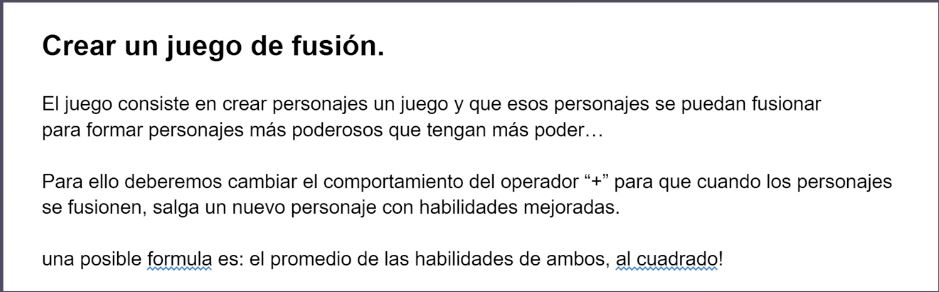 Crear un juego de fusión.
El juego consiste en crear personajes un juego y que esos personajes se puedan fusionar
para formar personajes más poderosos que tengan más poder…
Para ello deberemos cambiar el comportamiento del operador “+” para que cuando los personajes
se fusionen, salga un nuevo personaje con habilidades mejoradas.
una posible formula es: el promedio de las habilidades de ambos, al cuadrado!